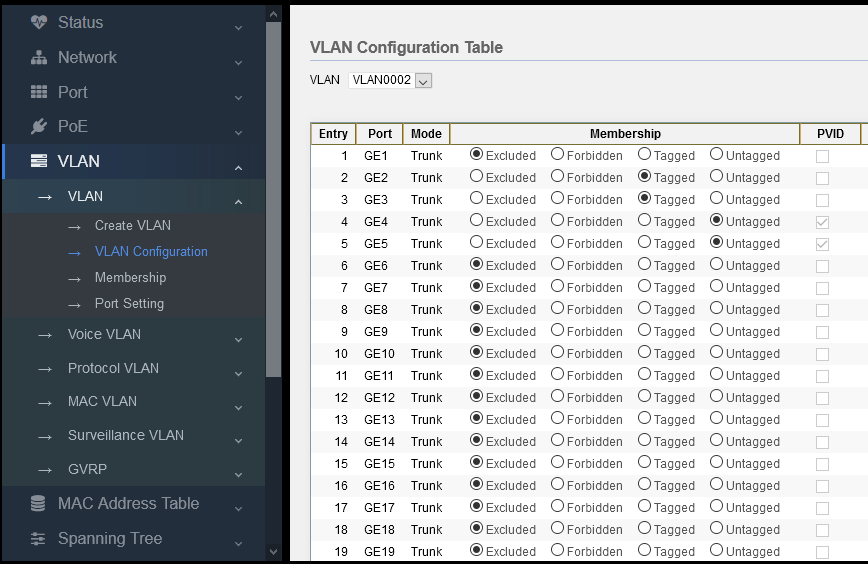 Status
Network
Port
PoE
VLAN
VLAN
Create VLAN
VLAN Configuration
Membership
Port Setting
Voice VLAN
Protocol VLAN
MAC VLAN
Surveillance VLAN
GVRP
MAC Address Table
Spanning Tree
VLAN Configuration Table
VLAN VLAN0002
Entry Port Mode Membership PVID
1 GE1 Trunk Excluded Forbidden Tagged Untagged
2 GE2 Trunk Excluded Forbidden Tagged Untagged
3 GE3 Trunk Excluded Forbidden Tagged Untagged
4 GE4 Trunk Excluded Forbidden Tagged Untagged
5 GE5 Trunk Excluded Forbidden Tagged Untagged
6 GE6 Trunk Excluded Forbidden Tagged Untagged
7 GE7 Trunk Excluded Forbidden Tagged Untagged
8 GE8 Trunk Excluded Forbidden Tagged Untagged
9 GE9 Trunk Excluded Forbidden Tagged Untagged
10 GE10 Trunk Excluded Forbidden Tagged Untagged
11 GE11 Trunk Excluded Forbidden Tagged Untagged
12 GE12 Trunk Excluded Forbidden Tagged Untagged
13 GE13 Trunk Excluded Forbidden Tagged Untagged
14 GE14 Trunk Excluded Forbidden Tagged Untagged
15 GE15 Trunk Excluded Forbidden Tagged Untagged
16 GE16 Trunk Excluded Forbidden Tagged Untagged
17 GE17 Trunk Excluded Forbidden Tagged Untagged
18 GE18 Trunk Excluded Forbidden Tagged Untagged
19 GE19 Trunk Excluded Forbidden Tagged Untagged